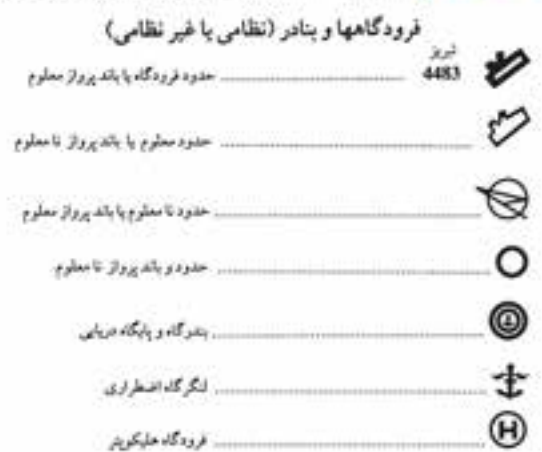 فرودگاهها و بنادر (نظامی یا غیر نظامی)
تبریز
4483
حدود فرودگاه یا باند پرواز معلوم
حدود معلوم یا باند پرواز نا معلوم
حدود نا معلوم یا باند پرواز معلوم
حدود و باند پرواز نا معلوم
بندرگاه و پایگاه دریایی
لنگرگاه اضطراری
H فرودگاه هلیکوپتر